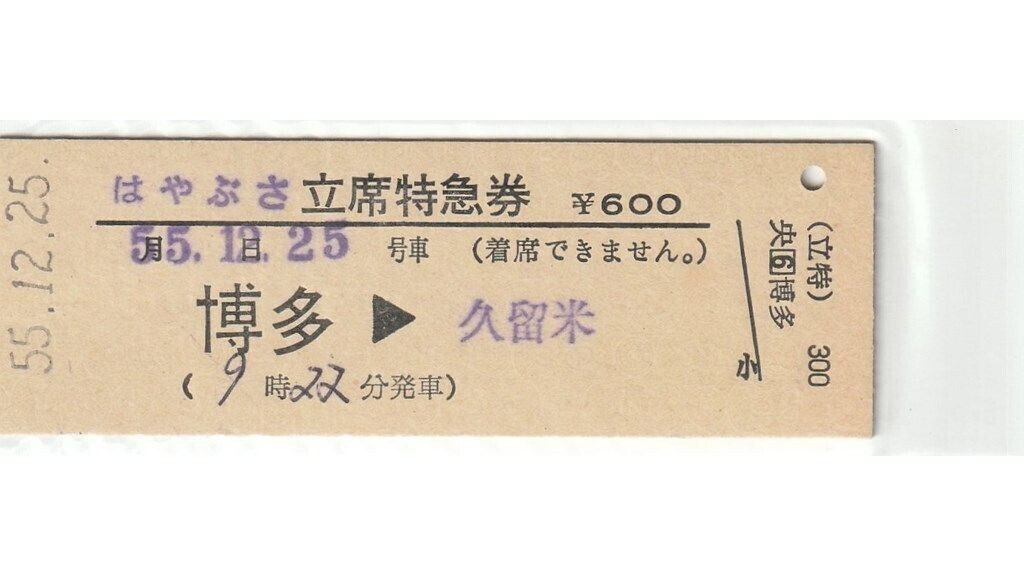 55.12.25.
はやぶさ 立席特急券 ¥600
55.12.25
月 日 号車 (着席できません。)
博多 ▶ 久留米
(9時22分発車)
小
(立特) 300
央6博多